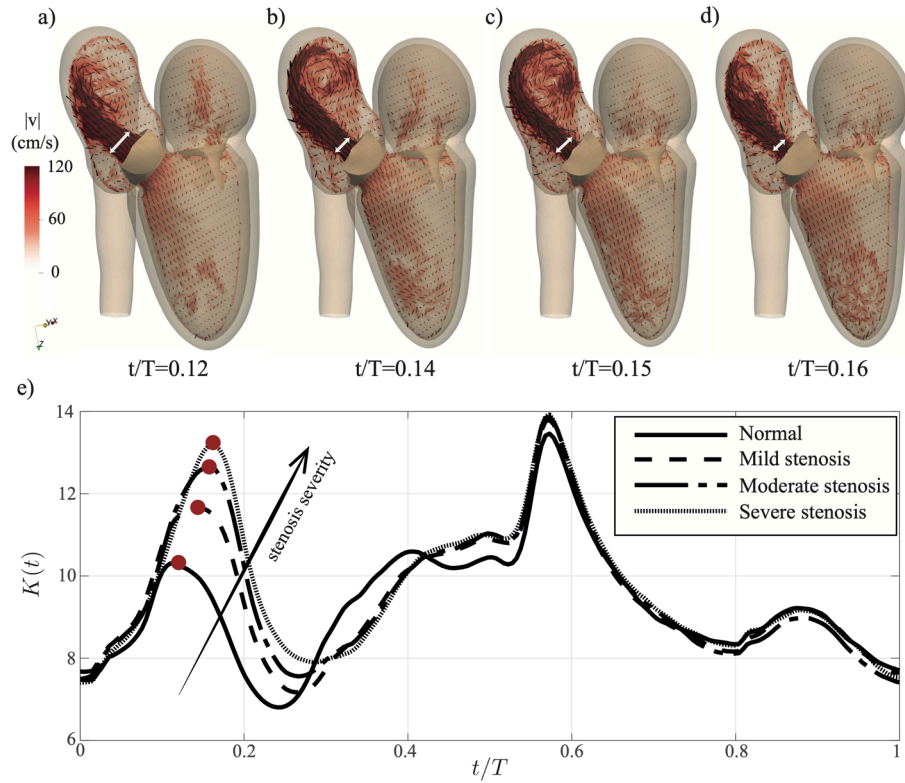 a)
b)
c)
d)
|v|
(cm/s)
120
60
0
t/T=0.12
t/T=0.14
t/T=0.15
t/T=0.16
e)
14
12
10
8
6
K(t)
stenosis severity
Normal
Mild stenosis
Moderate stenosis
Severe stenosis
0
0.2
0.4
0.6
0.8
1
t/T